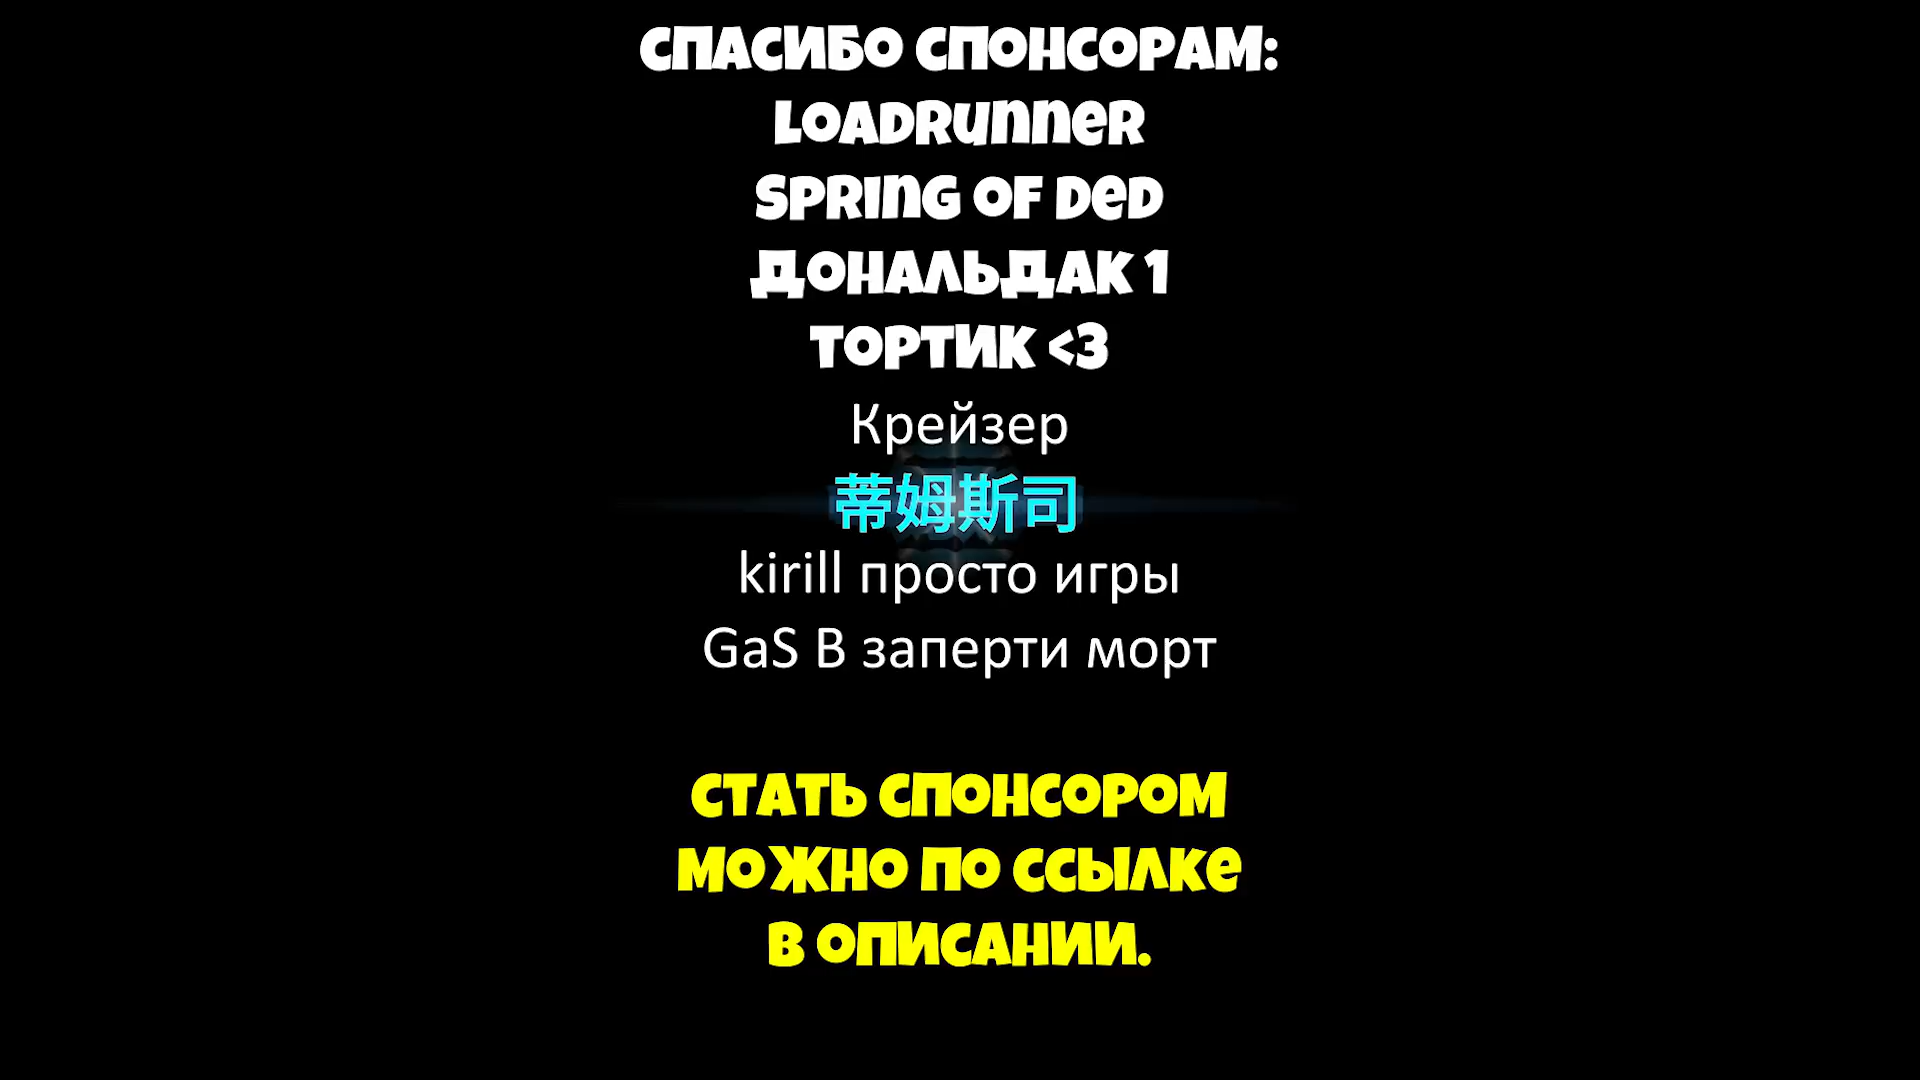 СПАСИБО СПОНСОРАМ:
LOADRUNNER
SPRING OF DED
ДОНАЛЬДАК 1
ТОРТИК <3
Крейзер
蒂姆斯司
kirill просто игры
GaS В заперти морт
СТАТЬ СПОНСОРОМ
МОЖНО ПО ССЫЛКЕ
В ОПИСАНИИ.